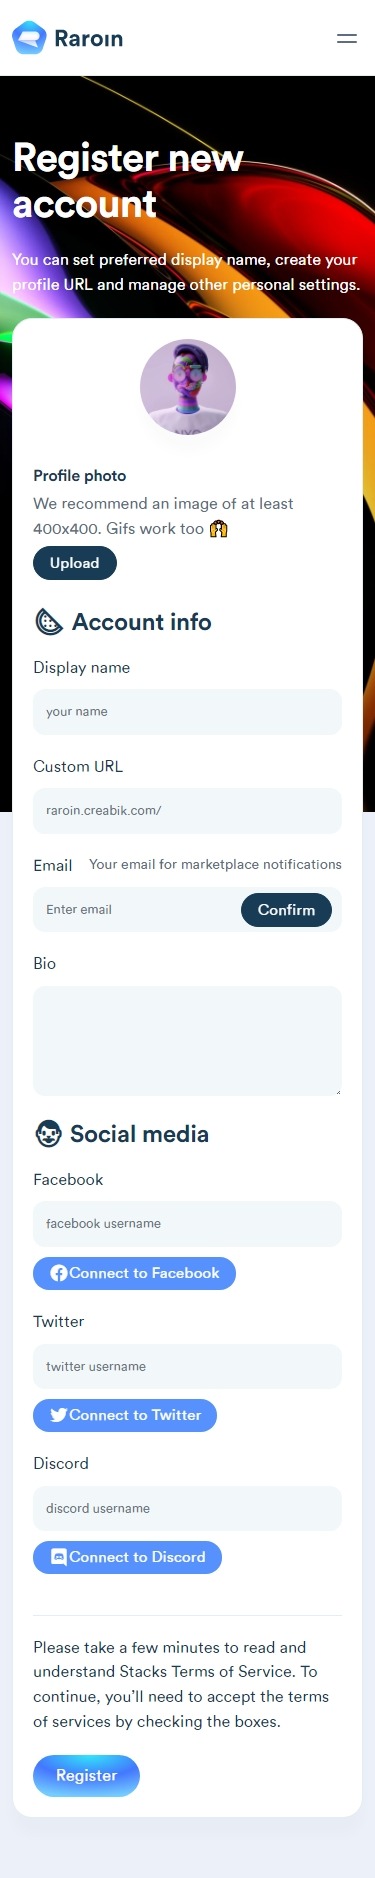 Raroin
Register new
account
You can set preferred display name, create your
profile URL and manage other personal settings.
Profile photo
We recommend an image of at least
400x400. Gifs work too 🙌
Upload
Account info
Display name
your name
Custom URL
raroin.creabik.com/
Email Your email for marketplace notifications
Enter email Confirm
Bio
Social media
Facebook
facebook username
Connect to Facebook
Twitter
twitter username
Connect to Twitter
Discord
discord username
Connect to Discord
Please take a few minutes to read and
understand Stacks Terms of Service. To
continue, you’ll need to accept the terms
of services by checking the boxes.
Register